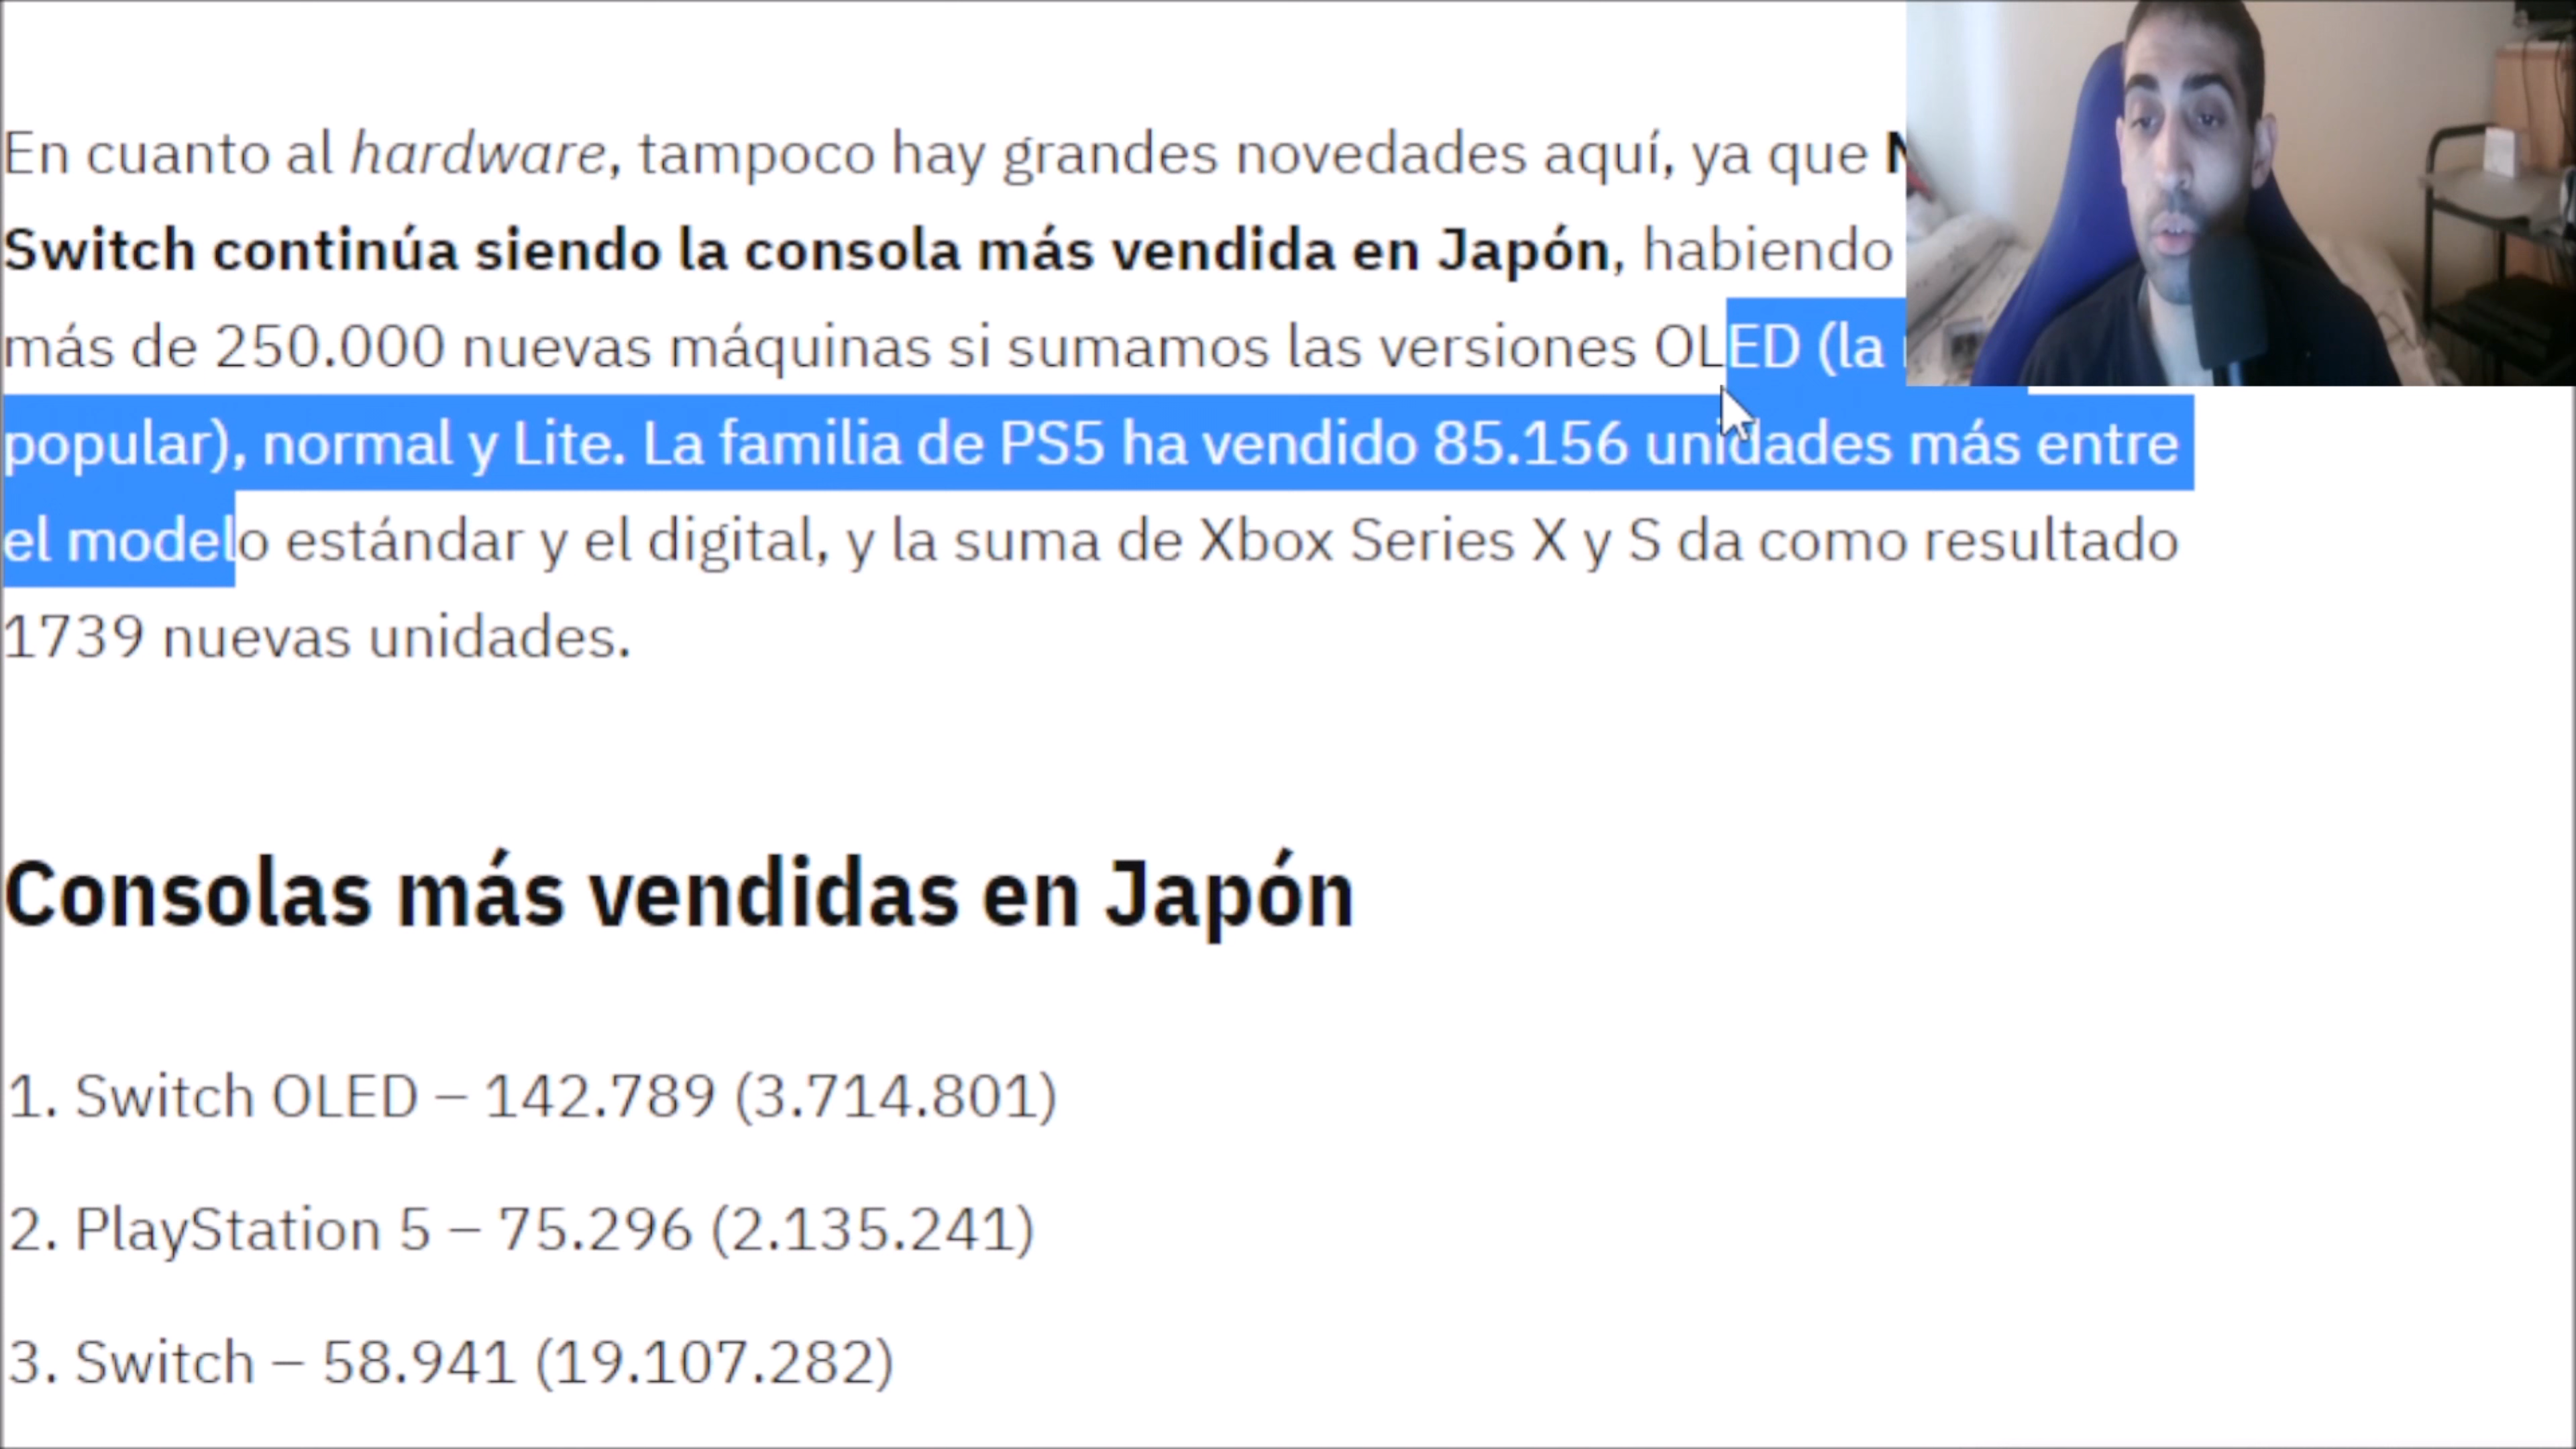 En cuanto al hardware, tampoco hay grandes novedades aquí, ya que
Switch continúa siendo la consola más vendida en Japón, habiendo
más de 250.000 nuevas máquinas si sumamos las versiones OLED (la
popular), normal y Lite. La familia de PS5 ha vendido 85.156 unidades más entre
el modelo estándar y el digital, y la suma de Xbox Series X y S da como resultado
1739 nuevas unidades.
Consolas más vendidas en Japón
1. Switch OLED – 142.789 (3.714.801)
2. PlayStation 5 – 75.296 (2.135.241)
3. Switch – 58.941 (19.107.282)